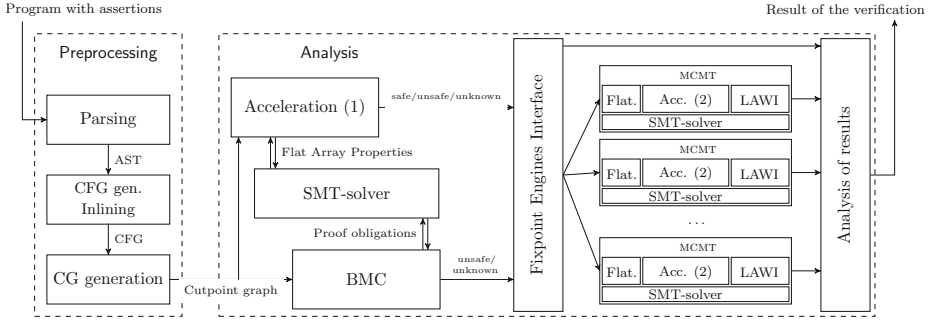 Program with assertions
Result of the verification
Preprocessing
Analysis
Parsing
AST
CFG gen.
Inlining
CFG
CG generation
Cutpoint graph
Acceleration (1)
safe/unsafe/unknown
Flat Array Properties
SMT-solver
Proof obligations
BMC
unsafe/
unknown
Fixpoint Engines Interface
MCMT
Flat. Acc. (2) LAWI
SMT-solver
MCMT
Flat. Acc. (2) LAWI
SMT-solver
...
MCMT
Flat. Acc. (2) LAWI
SMT-solver
Analysis of results